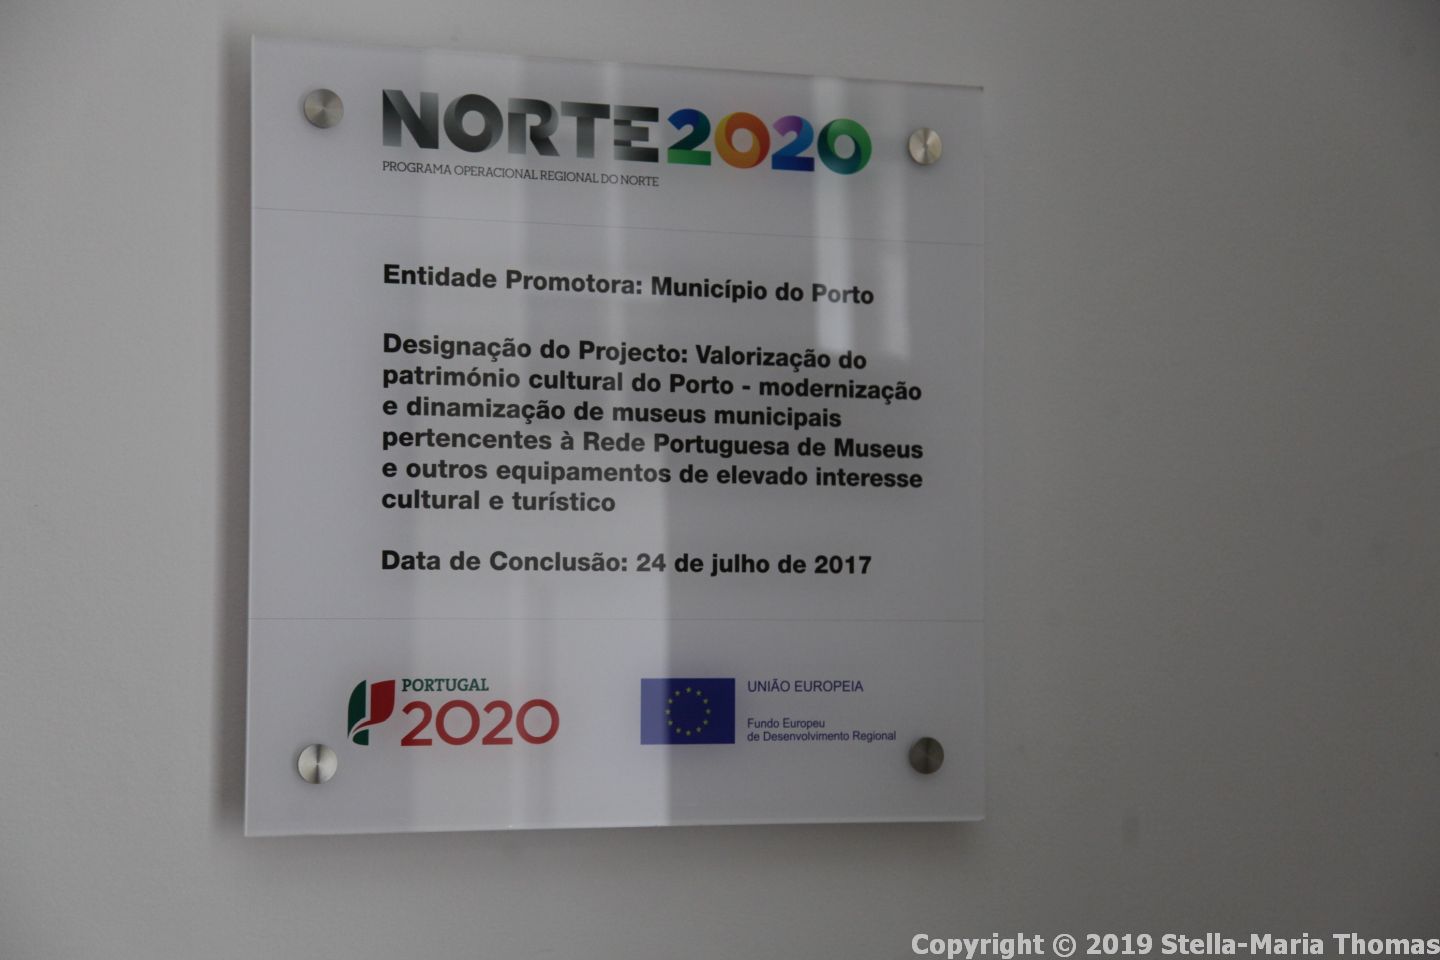 NORTE2020
PROGRAMA OPERACIONAL REGIONAL DO NORTE
Entidade Promotora: Município do Porto
Designação do Projecto: Valorização do
património cultural do Porto - modernização
e dinamização de museus municipais
pertencentes à Rede Portuguesa de Museus
e outros equipamentos de elevado interesse
cultural e turístico
Data de Conclusão: 24 de julho de 2017
PORTUGAL
2020
UNIÃO EUROPEIA
Fundo Europeu
de Desenvolvimento Regional
Copyright © 2019 Stella-Maria Thomas